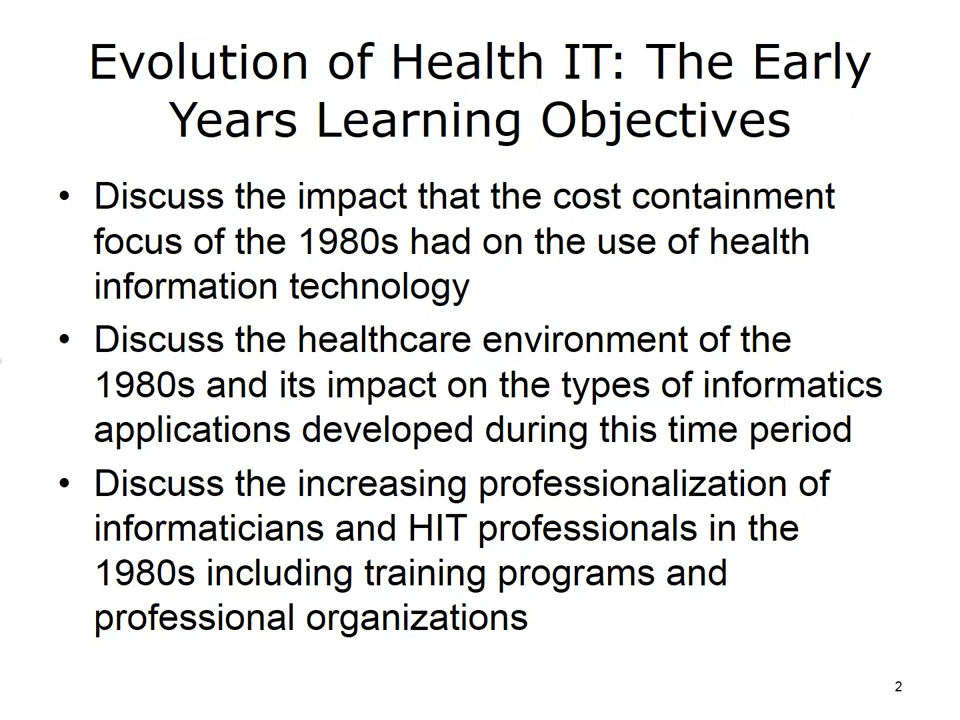 Evolution of Health IT: The Early
Years Learning Objectives
• Discuss the impact that the cost containment
focus of the 1980s had on the use of health
information technology
• Discuss the healthcare environment of the
1980s and its impact on the types of informatics
applications developed during this time period
• Discuss the increasing professionalization of
informaticians and HIT professionals in the
1980s including training programs and
professional organizations
2